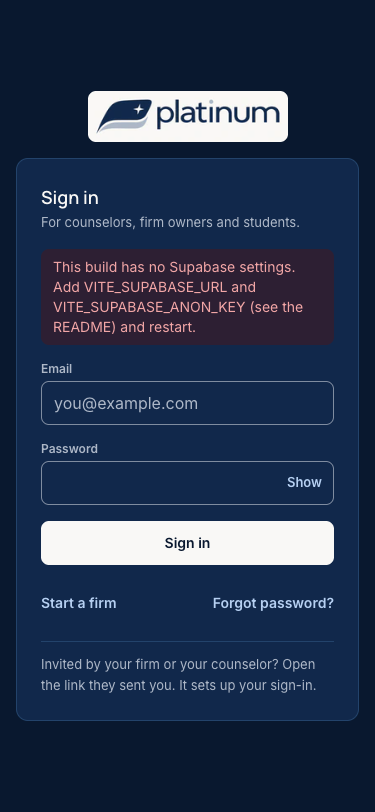 platinum
Sign in
For counselors, firm owners and students.
This build has no Supabase settings.
Add VITE_SUPABASE_URL and
VITE_SUPABASE_ANON_KEY (see the
README) and restart.
Email
you@example.com
Password
Show
Sign in
Start a firm
Forgot password?
Invited by your firm or your counselor? Open
the link they sent you. It sets up your sign-in.